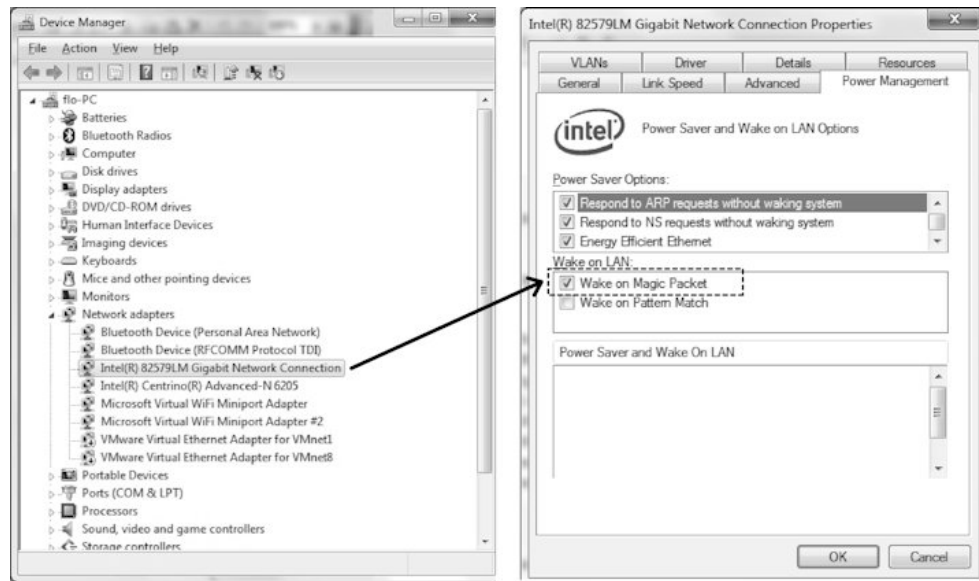 Device Manager
File Action View Help
flo-PC
Batteries
Bluetooth Radios
Computer
Disk drives
Display adapters
DVD/CD-ROM drives
Human Interface Devices
Imaging devices
Keyboards
Mice and other pointing devices
Monitors
Network adapters
Bluetooth Device (Personal Area Network)
Bluetooth Device (RFCOMM Protocol TDI)
Intel(R) 82579LM Gigabit Network Connection
Intel(R) Centrino(R) Advanced-N 6205
Microsoft Virtual WiFi Miniport Adapter
Microsoft Virtual WiFi Miniport Adapter #2
VMware Virtual Ethernet Adapter for VMnet1
VMware Virtual Ethernet Adapter for VMnet8
Portable Devices
Ports (COM & LPT)
Processors
Sound, video and game controllers
Storage controllers
Intel(R) 82579LM Gigabit Network Connection Properties
VLANs Driver Details Resources
General Link Speed Advanced Power Management
intel Power Saver and Wake on LAN Options
Power Saver Options:
Respond to ARP requests without waking system
Respond to NS requests without waking system
Energy Efficient Ethernet
Wake on LAN:
Wake on Magic Packet
Wake on Pattern Match
Power Saver and Wake On LAN
OK Cancel